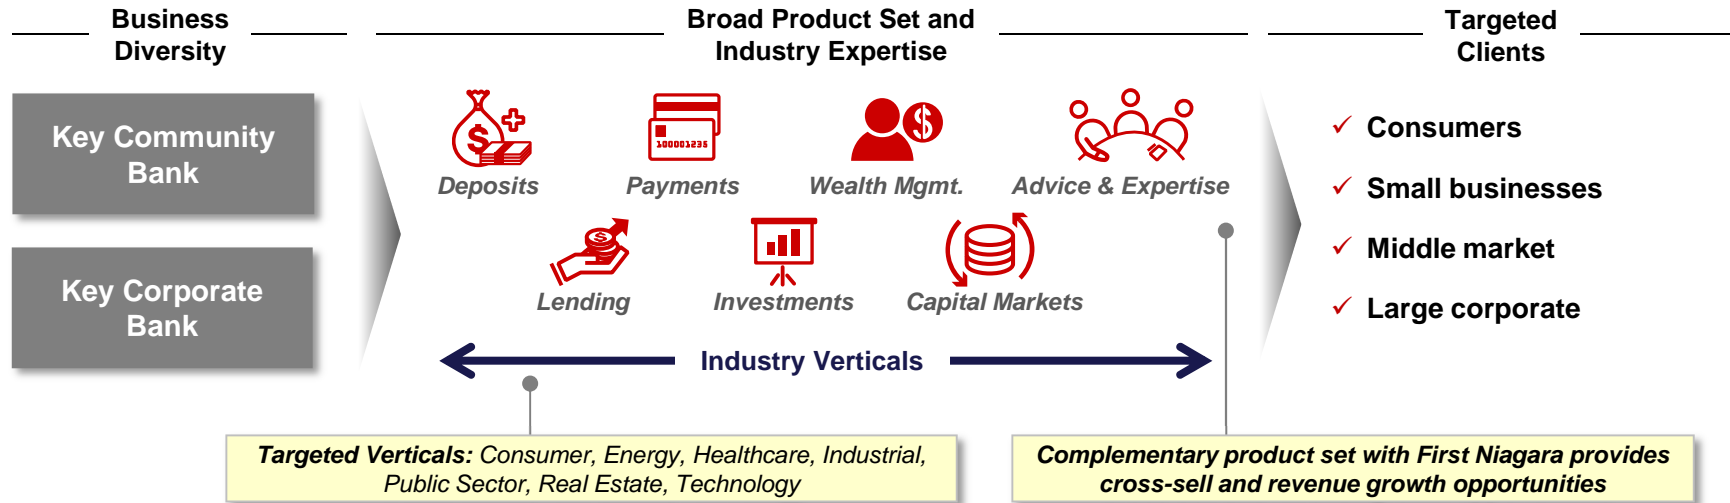 Business
Diversity
Broad Product Set and
Industry Expertise
Targeted
Clients
Key Community
Bank
Key Corporate
Bank
$
100001235
$
Deposits
Payments
Wealth Mgmt.
Advice & Expertise
$
Lending
Investments
Capital Markets
Industry Verticals
Consumers
Small businesses
Middle market
Large corporate
Targeted Verticals: Consumer, Energy, Healthcare, Industrial,
Public Sector, Real Estate, Technology
Complementary product set with First Niagara provides
cross-sell and revenue growth opportunities